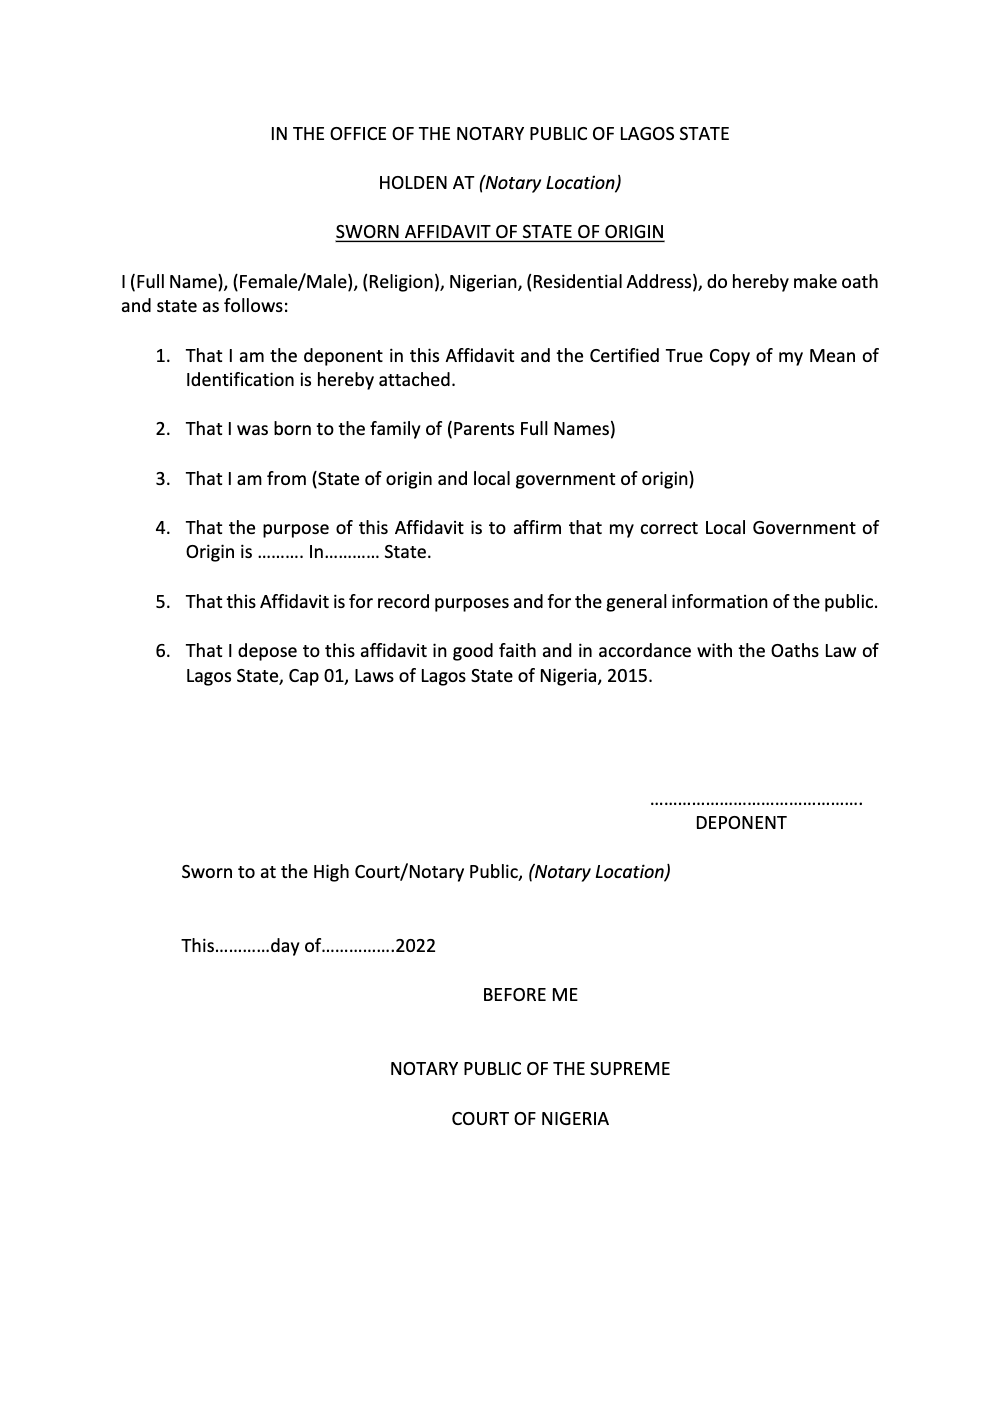 IN THE OFFICE OF THE NOTARY PUBLIC OF LAGOS STATE
HOLDEN AT (Notary Location)
SWORN AFFIDAVIT OF STATE OF ORIGIN
I (Full Name), (Female/Male), (Religion), Nigerian, (Residential Address), do hereby make oath
and state as follows:
1. That I am the deponent in this Affidavit and the Certified True Copy of my Mean of
Identification is hereby attached.
2. That I was born to the family of (Parents Full Names)
3. That I am from (State of origin and local government of origin)
4. That the purpose of this Affidavit is to affirm that my correct Local Government of
Origin is ………. In………… State.
5. That this Affidavit is for record purposes and for the general information of the public.
6. That I depose to this affidavit in good faith and in accordance with the Oaths Law of
Lagos State, Cap 01, Laws of Lagos State of Nigeria, 2015.
……………………………………….
DEPONENT
Sworn to at the High Court/Notary Public, (Notary Location)
This…………day of…………….2022
BEFORE ME
NOTARY PUBLIC OF THE SUPREME
COURT OF NIGERIA